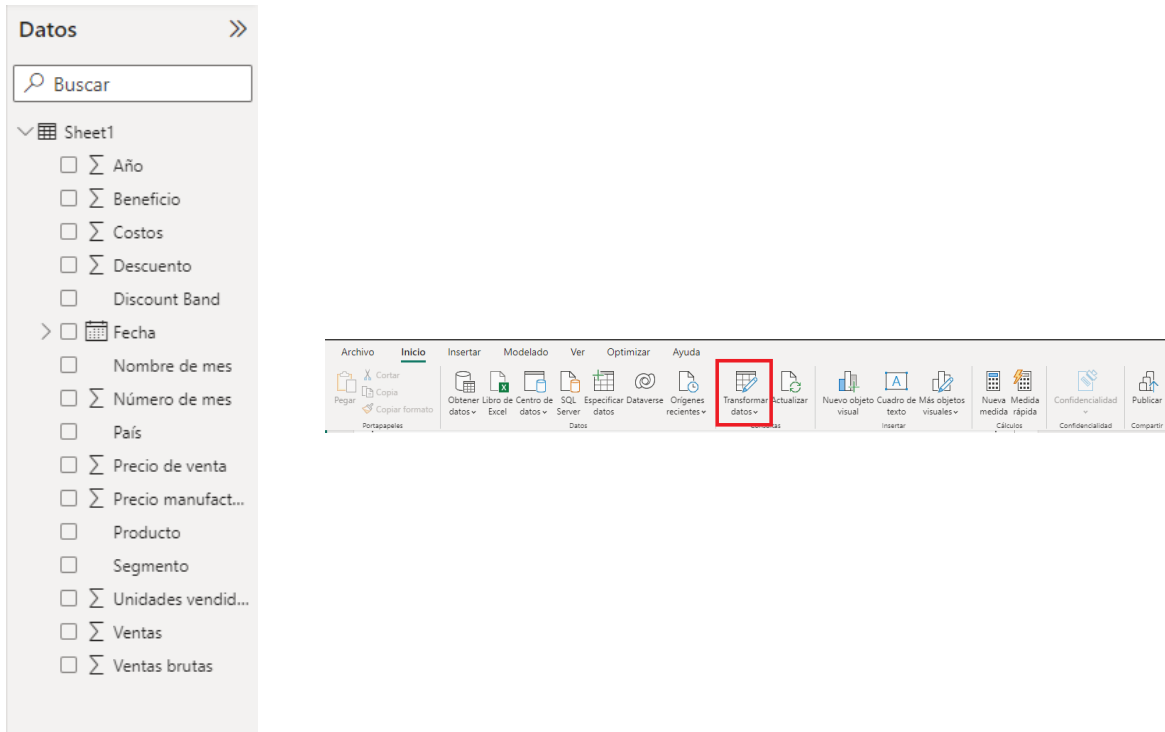 Datos
Buscar
Sheet1
Año
Beneficio
Costos
Descuento
Discount Band
Fecha
Nombre de mes
Número de mes
País
Precio de venta
Precio manufact...
Producto
Segmento
Unidades vendid...
Ventas
Ventas brutas
Archivo Inicio Insertar Modelado Ver Optimizar Ayuda
Pegar
Cortar
Copia
Copiar formato
Portapapeles
Obtener datos
Libro de Excel
Centro de datos
SQL Server
Especificar datos
Dataverse
Orígenes recientes
Datos
Transformar datos
Actualizar
Nuevo objeto visual
Cuadro de texto
Más objetos visuales
Insertar
Nueva medida
Medida rápida
Cálculos
Confidencialidad
Confidencialidad
Publicar
Compartir